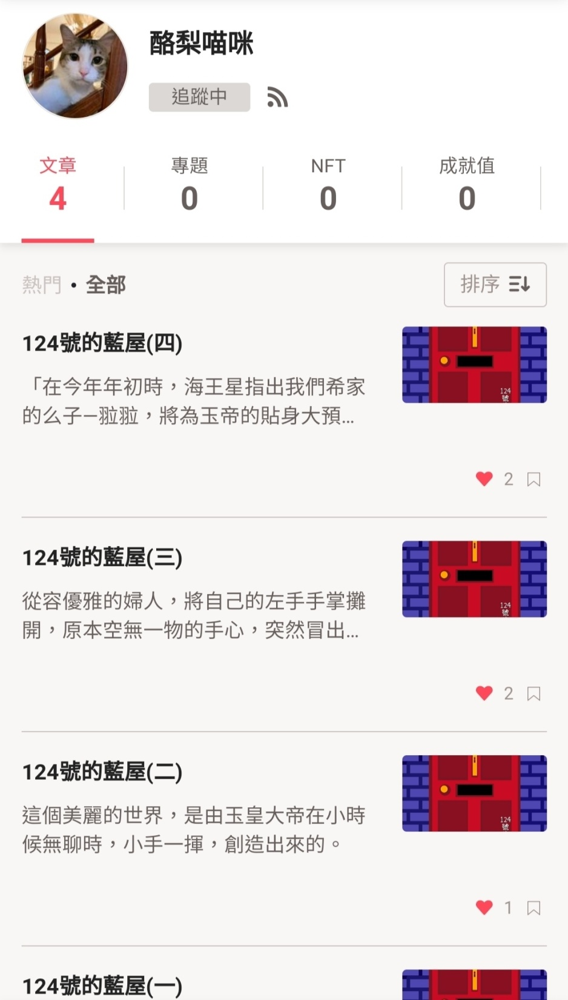 酪梨喵咪
追蹤中
文章
4
專題
0
NFT
0
成就值
0
熱門・全部
排序
124號的藍屋(四)
「在今年年初時，海王星指出我們希家
的么子–翋翋，將為玉帝的貼身大預...
124
號
2
124號的藍屋(三)
從容優雅的婦人，將自己的左手手掌攤
開，原本空無一物的手心，突然冒出...
124
號
2
124號的藍屋(二)
這個美麗的世界，是由玉皇大帝在小時
候無聊時，小手一揮，創造出來的。
124
號
1
124號的藍屋(一)